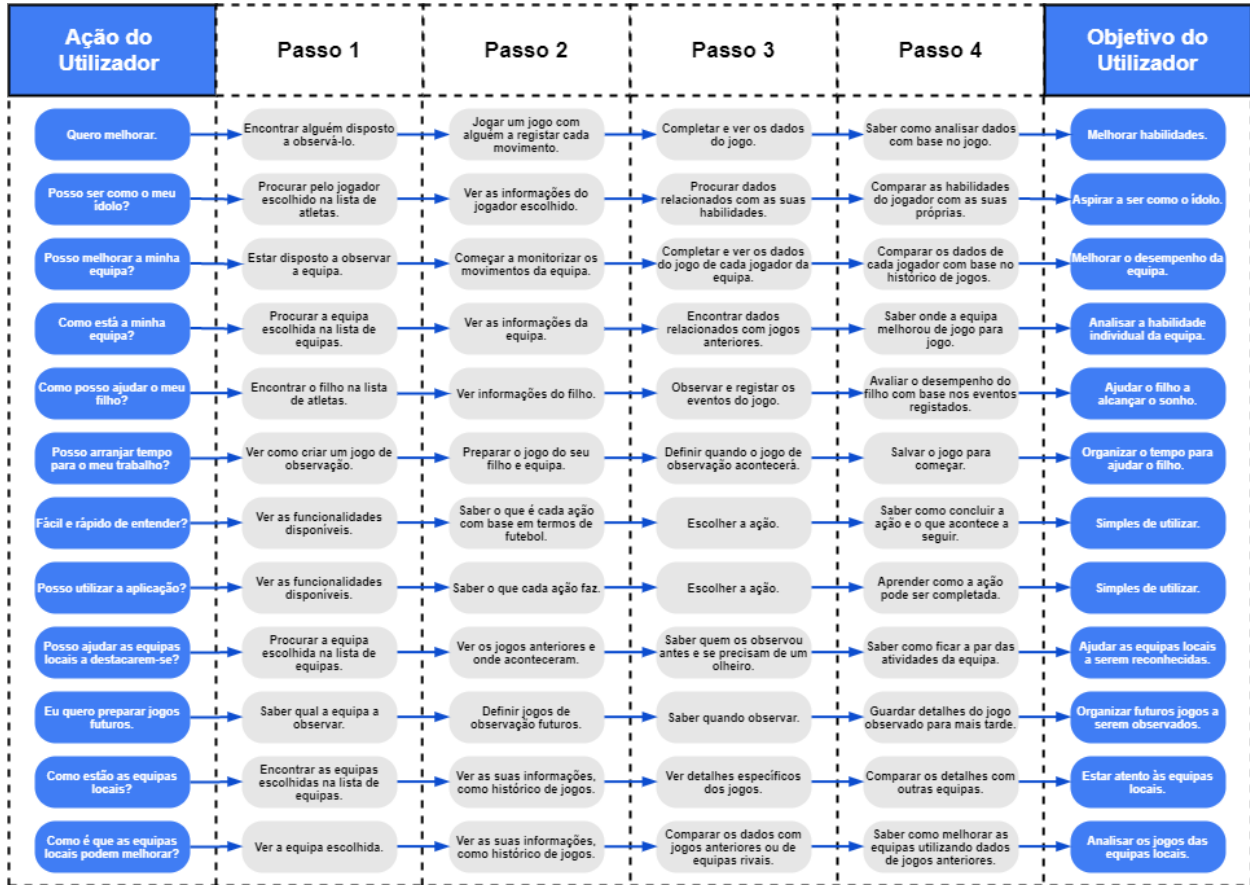 Ação do
Utilizador
Passo 1
Passo 2
Passo 3
Passo 4
Objetivo do
Utilizador
Quero melhorar.
Encontrar alguém disposto
a observá-lo.
Jogar um jogo com
alguém a registar cada
movimento.
Completar e ver os dados
do jogo.
Saber como analisar dados
com base no jogo.
Melhorar habilidades.
Posso ser como o meu
ídolo?
Procurar pelo jogador
escolhido na lista de
atletas.
Ver as informações do
jogador escolhido.
Procurar dados
relacionados com as suas
habilidades.
Comparar as habilidades
do jogador com as suas
próprias.
Aspirar a ser como o ídolo.
Posso melhorar a minha
equipa?
Estar disposto a observar
a equipa.
Começar a monitorizar os
movimentos da equipa.
Completar e ver os dados
do jogo de cada jogador da
equipa.
Comparar os dados de
cada jogador com base no
histórico de jogos.
Melhorar o desempenho da
equipa.
Como está a minha
equipa?
Procurar a equipa
escolhida na lista de
equipas.
Ver as informações da
equipa.
Encontrar dados
relacionados com jogos
anteriores.
Saber onde a equipa
melhorou de jogo para
jogo.
Analisar a habilidade
individual da equipa.
Como posso ajudar o meu
filho?
Encontrar o filho na lista
de atletas.
Ver informações do filho.
Observar e registar os
eventos do jogo.
Avaliar o desempenho do
filho com base nos eventos
registados.
Ajudar o filho a
alcançar o sonho.
Posso arranjar tempo
para o meu trabalho?
Ver como criar um jogo de
observação.
Preparar o jogo do seu
filho e equipa.
Definir quando o jogo de
observação acontecerá.
Salvar o jogo para
começar.
Organizar o tempo para
ajudar o filho.
Fácil e rápido de entender?
Ver as funcionalidades
disponíveis.
Saber o que é cada ação
com base em termos de
futebol.
Escolher a ação.
Saber como concluir a
ação e o que acontece a
seguir.
Simples de utilizar.
Posso utilizar a aplicação?
Ver as funcionalidades
disponíveis.
Saber o que cada ação faz.
Escolher a ação.
Aprender como a ação
pode ser completada.
Simples de utilizar.
Posso ajudar as equipas
locais a destacarem-se?
Procurar a equipa
escolhida na lista de
equipas.
Ver os jogos anteriores e
onde aconteceram.
Saber quem os observou
antes e se precisam de um
olheiro.
Saber como ficar a par das
atividades da equipa.
Ajudar as equipas locais
a serem reconhecidas.
Eu quero preparar jogos
futuros.
Saber qual a equipa a
observar.
Definir jogos de
observação futuros.
Saber quando observar.
Guardar detalhes do jogo
observado para mais tarde.
Organizar futuros jogos a
serem observados.
Como estão as equipas
locais?
Encontrar as equipas
escolhidas na lista de
equipas.
Ver as suas informações,
como histórico de jogos.
Ver detalhes específicos
dos jogos.
Comparar os detalhes com
outras equipas.
Estar atento às equipas
locais.
Como é que as equipas
locais podem melhorar?
Ver a equipa escolhida.
Ver as suas informações,
como histórico de jogos.
Comparar os dados com
jogos anteriores ou de
equipas rivais.
Saber como melhorar as
equipas utilizando dados
de jogos anteriores.
Analisar os jogos das
equipas locais.